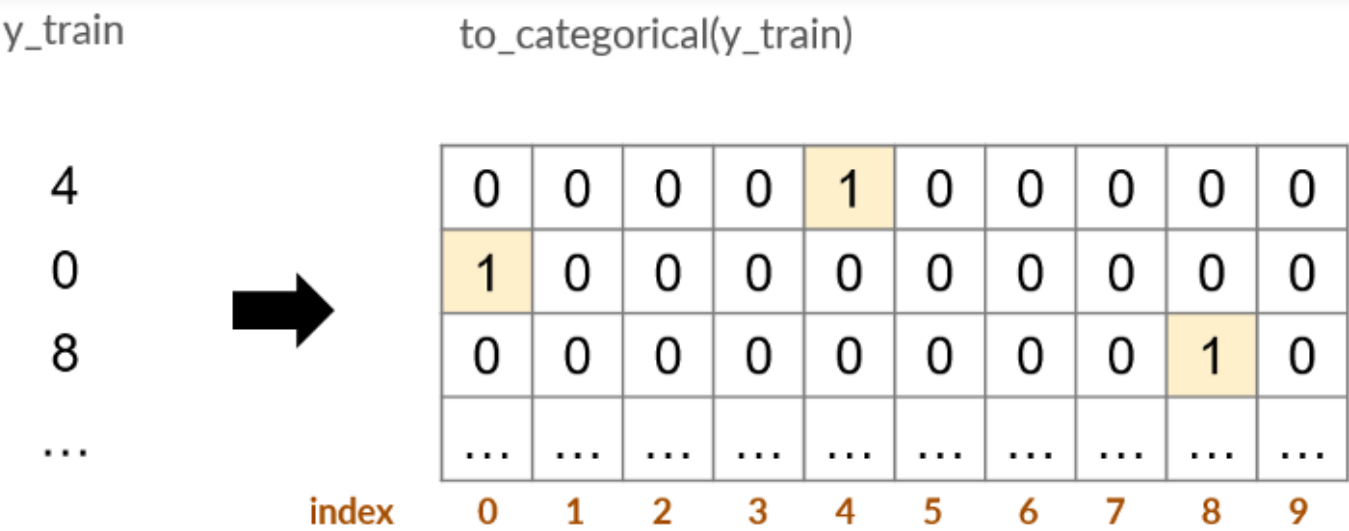 y_train to_categorical(y_train)
4 0 0 0 0 1 0 0 0 0 0
0 1 0 0 0 0 0 0 0 0 0
8 0 0 0 0 0 0 0 0 1 0
... ... ... ... ... ... ... ... ... ... ...
index 0 1 2 3 4 5 6 7 8 9